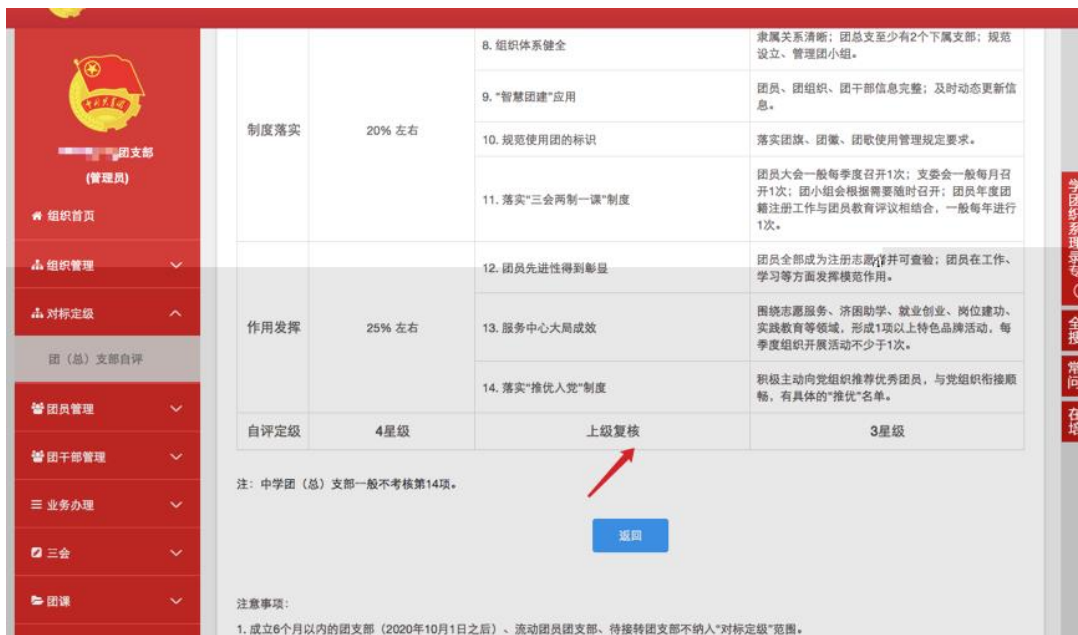 团支部
(管理员)
组织首页
组织管理
对标定级
团（总）支部自评
团员管理
团干部管理
业务办理
三会
团课
8. 组织体系健全
隶属关系清晰；团总支至少有2个下属支部；规范
设立、管理团小组。
制度落实
20% 左右
9. "智慧团建"应用
团员、团组织、团干部信息完整；及时动态更新信
息。
10. 规范使用团的标识
落实团旗、团徽、团歌使用管理规定要求。
11. 落实"三会两制一课"制度
团员大会一般每季度召开1次；支委会一般每月召
开1次；团小组会根据需要随时召开；团员年度团
籍注册工作与团员教育评议相结合，一般每年进行
1次。
作用发挥
25% 左右
12. 团员先进性得到彰显
团员全部成为注册志愿者并可查验；团员在工作、
学习等方面发挥模范作用。
13. 服务中心大局成效
围绕志愿服务、济困助学、就业创业、岗位建功、
实践教育等领域，形成1项以上特色品牌活动，每
季度组织开展活动不少于1次。
14. 落实"推优入党"制度
积极主动向党组织推荐优秀团员，与党组织衔接顺
畅，有具体的"推优"名单。
自评定级
4星级
上级复核
3星级
注：中学团（总）支部一般不考核第14项。
返回
注意事项：
1. 成立6个月以内的团支部（2020年10月1日之后）、流动团员团支部、待接转团支部不纳入"对标定级"范围。